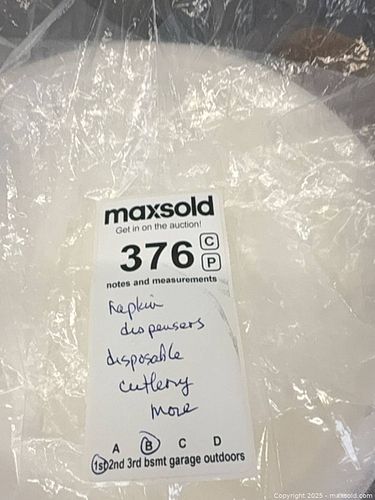 maxsold
Get in on the auction!
376 C
P
notes and measurements
Napkin
dispensers
disposable
cutlery
more
A B C D
1st 2nd 3rd bsmt garage outdoors
Copyright 2025 - maxsold.com